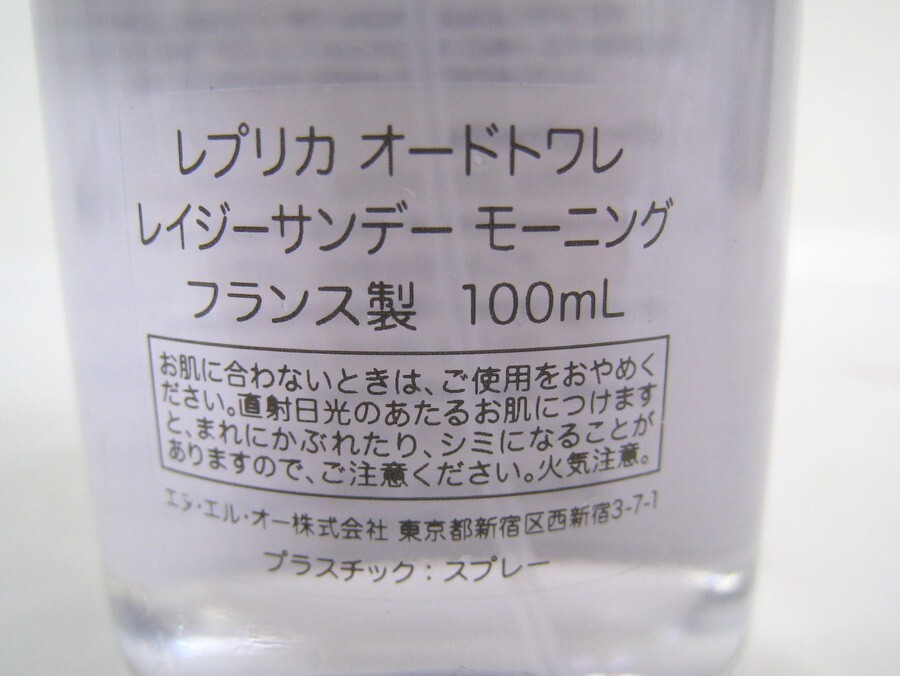 レプリカ オードトワレ
レイジーサンデー モーニング
フランス製 100mL
お肌に合わないときは、ご使用をおやめく
ださい。直射日光のあたるお肌につけます
と、まれにかぶれたり、シミになることが
ありますので、ご注意ください。火気注意。
エヌ・エル・オー株式会社 東京都新宿区西新宿3-7-1
プラスチック：スプレー